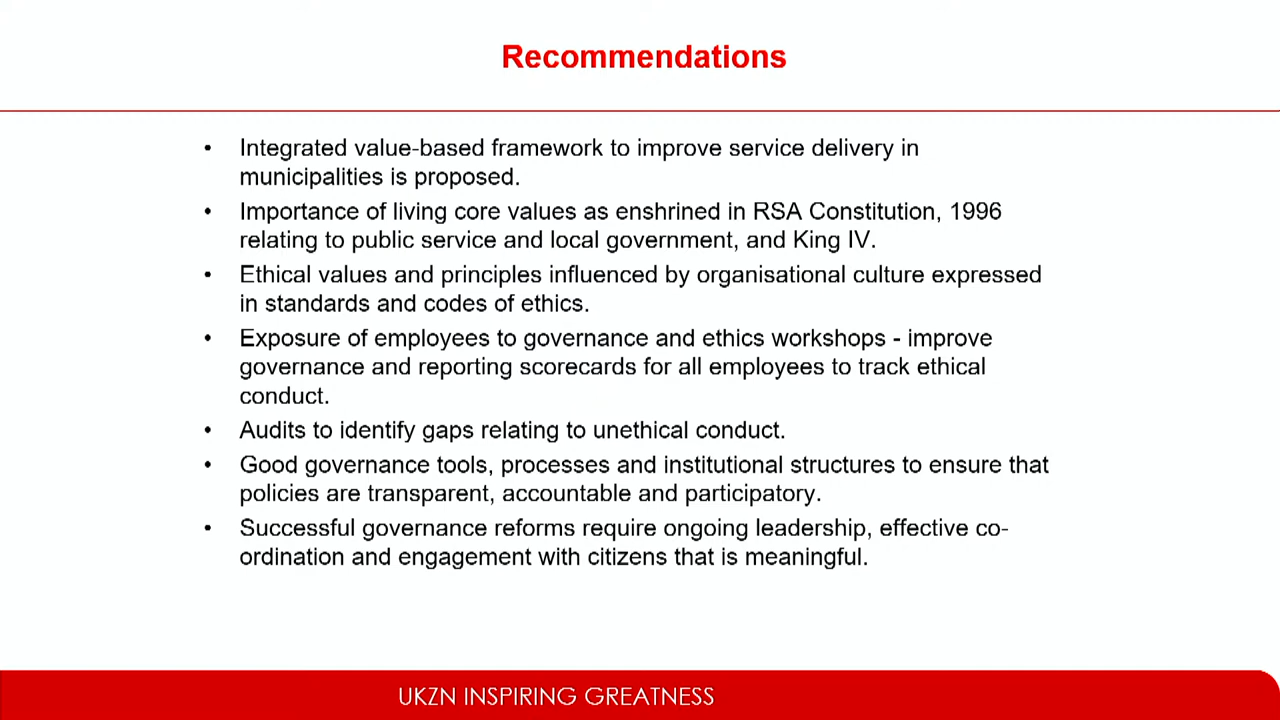 Recommendations
• Integrated value-based framework to improve service delivery in
municipalities is proposed.
• Importance of living core values as enshrined in RSA Constitution, 1996
relating to public service and local government, and King IV.
• Ethical values and principles influenced by organisational culture expressed
in standards and codes of ethics.
• Exposure of employees to governance and ethics workshops - improve
governance and reporting scorecards for all employees to track ethical
conduct.
• Audits to identify gaps relating to unethical conduct.
• Good governance tools, processes and institutional structures to ensure that
policies are transparent, accountable and participatory.
• Successful governance reforms require ongoing leadership, effective co-
ordination and engagement with citizens that is meaningful.
UKZN INSPIRING GREATNESS